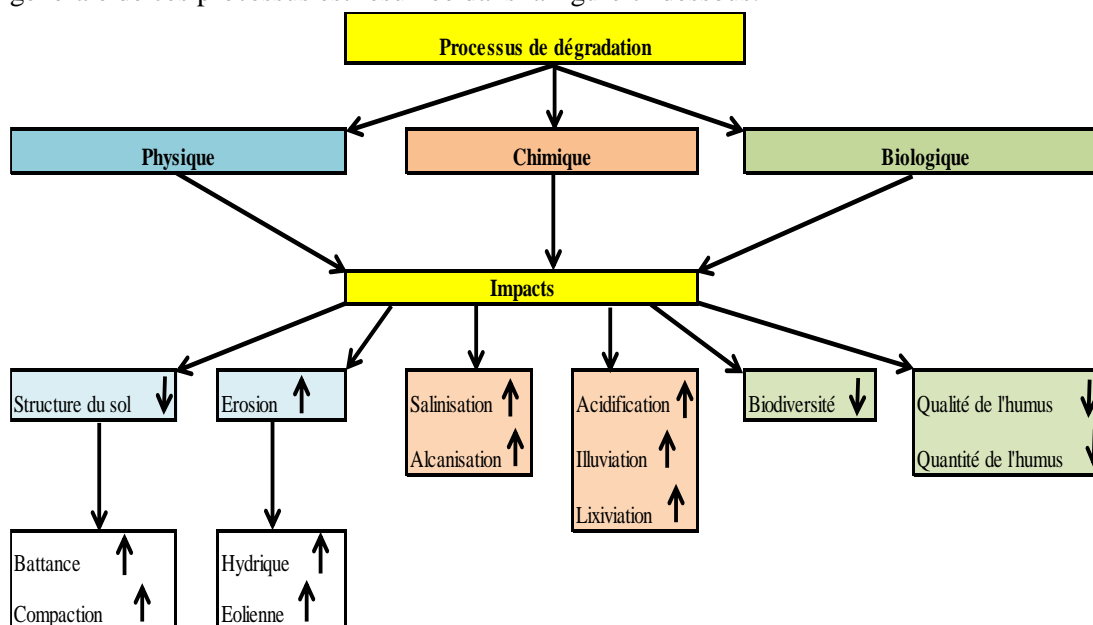 Processus de dégradation
Physique
Chimique
Biologique
Impacts
Structure du sol ↓
Erosion ↑
Salinisation ↑
Alcanisation ↑
Acidification ↑
Illuviation ↑
Lixiviation ↑
Biodiversité ↓
Qualité de l'humus ↓
Quantité de l'humus ↓
Battance ↑
Compaction ↑
Hydrique ↑
Eolienne ↑